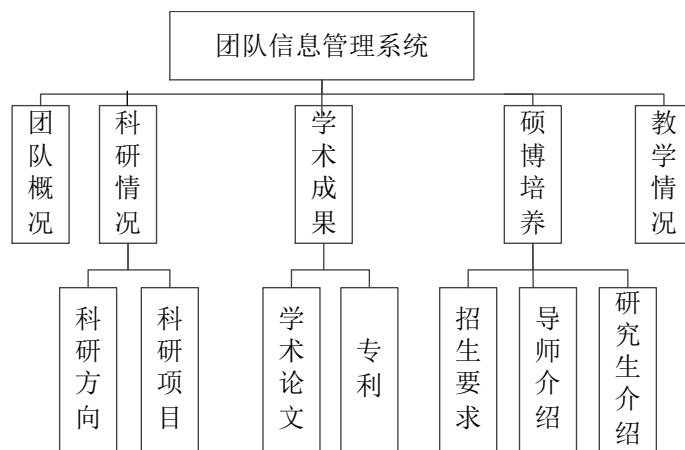 团队信息管理系统
团队概况
科研情况
学术成果
硕博培养
教学情况
科研方向
科研项目
学术论文
专利
招生要求
导师介绍
研究生介绍